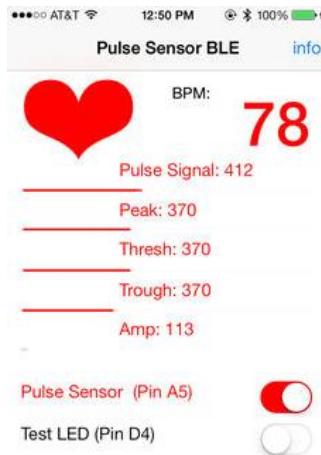 AT&T 12:50 PM 100%
Pulse Sensor BLE info
BPM:
78
Pulse Signal: 412
Peak: 370
Thresh: 370
Trough: 370
Amp: 113
Pulse Sensor (Pin A5)
Test LED (Pin D4)